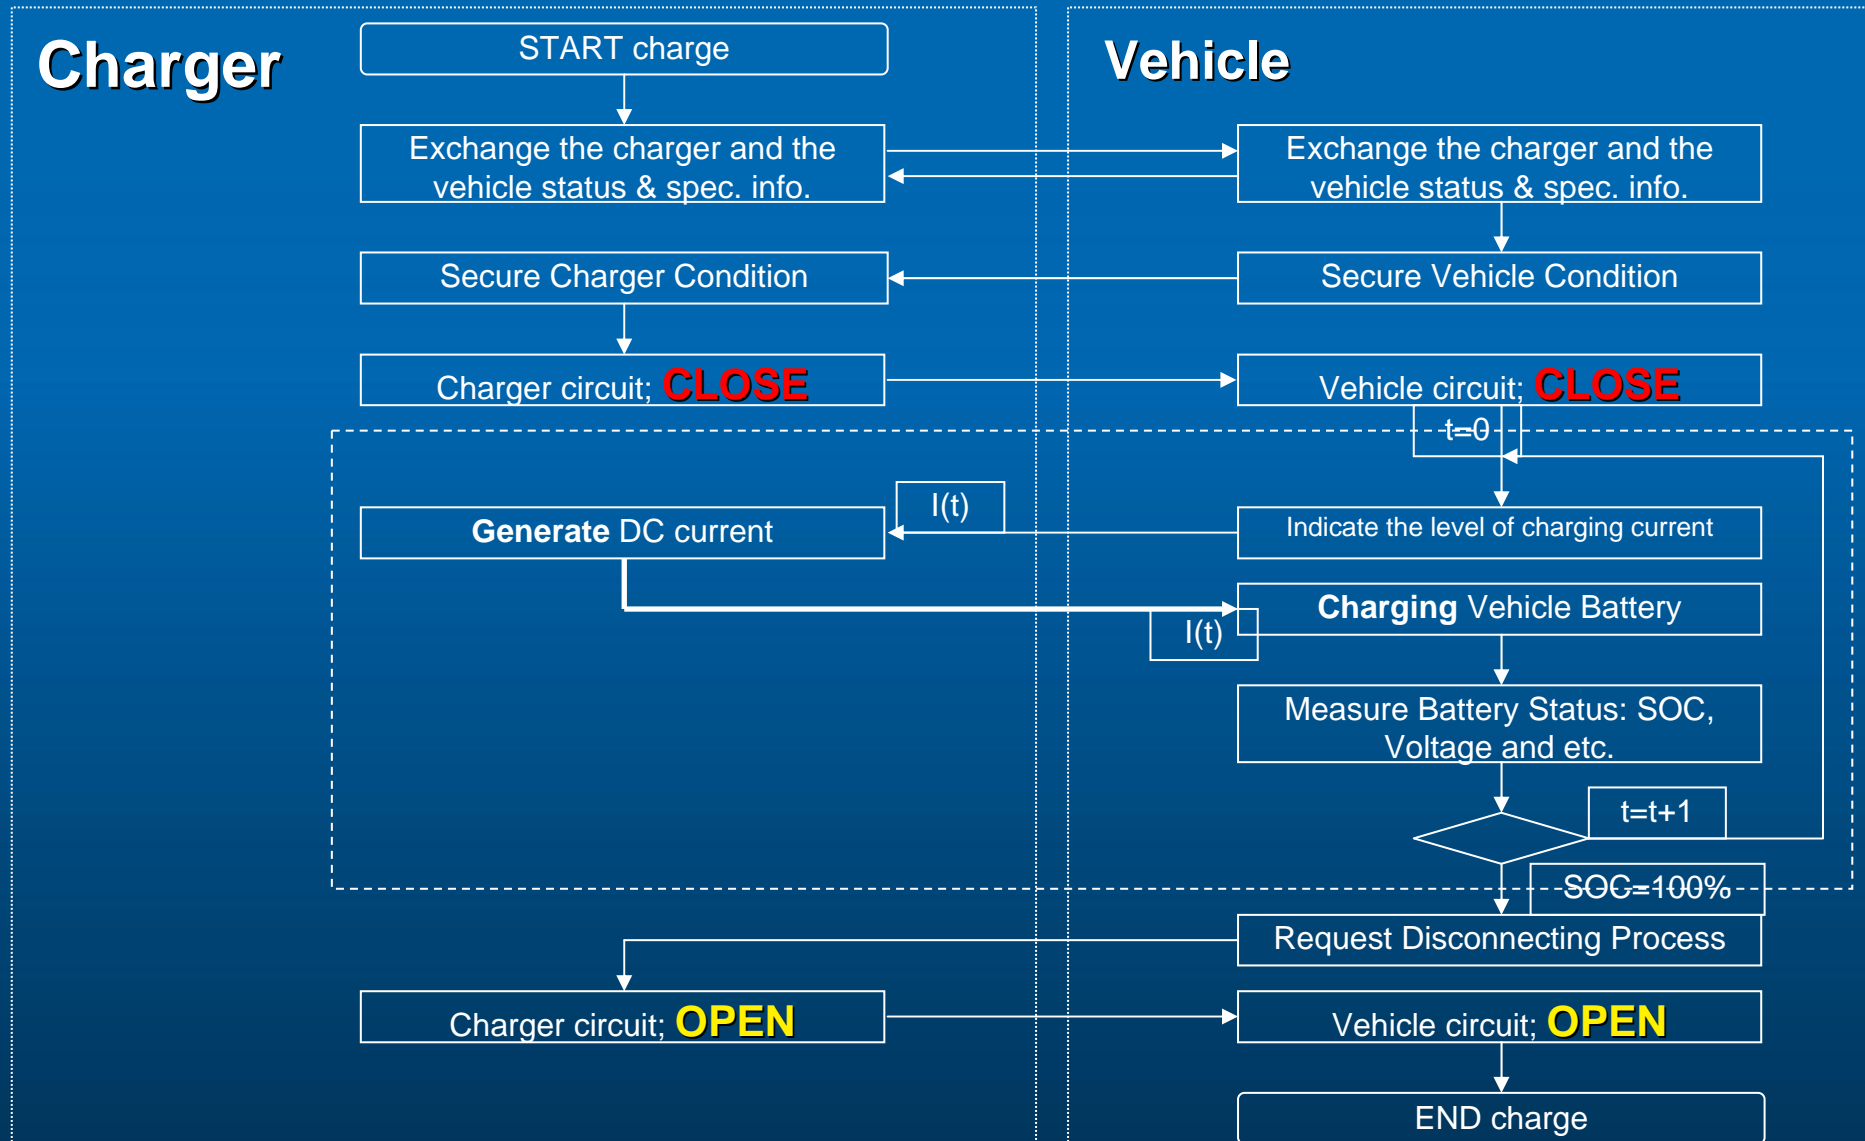 Charger
Vehicle
START charge
Exchange the charger and the
vehicle status & spec. info.
Exchange the charger and the
vehicle status & spec. info.
Secure Charger Condition
Secure Vehicle Condition
Charger circuit; CLOSE
Vehicle circuit; CLOSE
t=0
I(t)
Generate DC current
Indicate the level of charging current
Charging Vehicle Battery
I(t)
Measure Battery Status: SOC,
Voltage and etc.
t=t+1
SOC=100%
Request Disconnecting Process
Charger circuit; OPEN
Vehicle circuit; OPEN
END charge